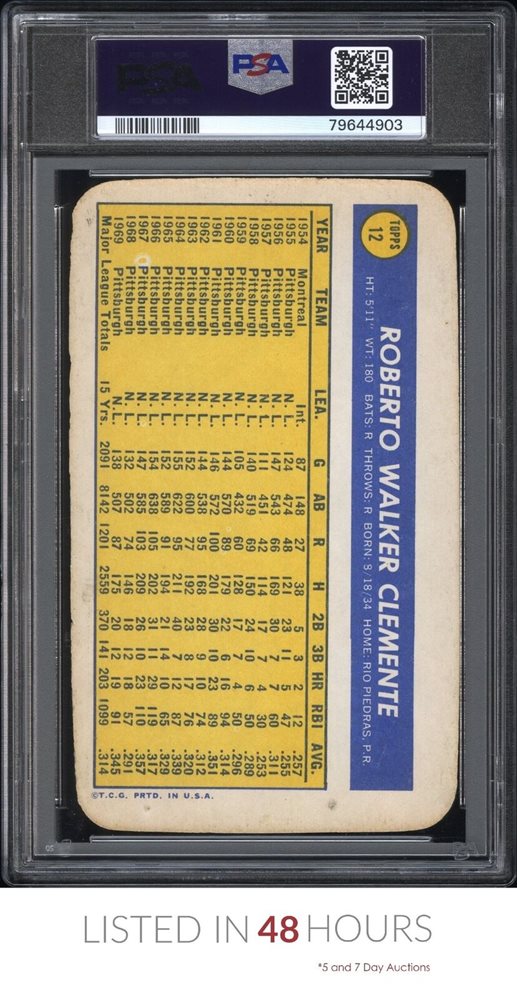 PSA
79644903
TOPPS
12
ROBERTO WALKER CLEMENTE
HT: 5'11" WT: 180 BATS: R THROWS: R BORN: 8/18/34 HOME: RIO PIEDRAS, P.R.
YEAR TEAM LEA. G AB R H 2B 3B HR RBI AVG.
1954 Montreal Int. 87 148 27 38 5 3 2 12 .257
1955 Pittsburgh N. L. 124 474 48 121 23 11 5 47 .255
1956 Pittsburgh N. L. 147 543 66 169 30 7 7 60 .311
1957 Pittsburgh N. L. 111 451 42 114 17 7 4 30 .253
1958 Pittsburgh N. L. 140 519 69 150 24 10 6 50 .289
1959 Pittsburgh N. L. 105 432 60 128 17 7 4 50 .296
1960 Pittsburgh N. L. 144 570 89 179 22 6 16 94 .314
1961 Pittsburgh N. L. 146 572 100 201 30 10 23 89 .351
1962 Pittsburgh N. L. 144 538 95 168 28 9 10 74 .312
1963 Pittsburgh N. L. 152 600 77 192 23 8 17 76 .320
1964 Pittsburgh N. L. 155 622 95 211 40 7 12 87 .339
1965 Pittsburgh N. L. 152 589 91 194 21 14 10 65 .329
1966 Pittsburgh N. L. 154 638 105 202 31 11 29 119 .317
1967 Pittsburgh N. L. 147 585 103 209 26 10 23 110 .357
1968 Pittsburgh N. L. 132 502 74 146 18 12 18 57 .291
1969 Pittsburgh N. L. 138 507 87 175 20 12 19 91 .345
Major League Totals 15 Yrs. 2091 8142 1201 2559 370 141 203 1099 .314
©T.C.G. PRTD. IN U.S.A.
LISTED IN 48 HOURS
*5 and 7 Day Auctions